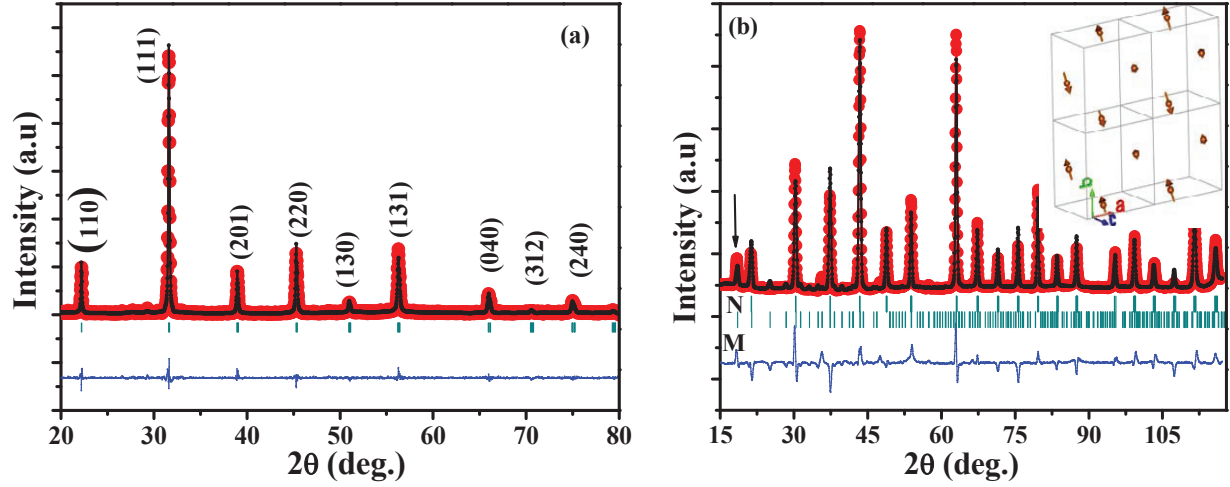 (a)
(111)
(110)
(201)
(220)
(130)
(131)
(040)
(312)
(240)
Intensity (a.u)
20 30 40 50 60 70 80
2θ (deg.)
(b)
b
a
c
N
M
Intensity (a.u)
15 30 45 60 75 90 105
2θ (deg.)